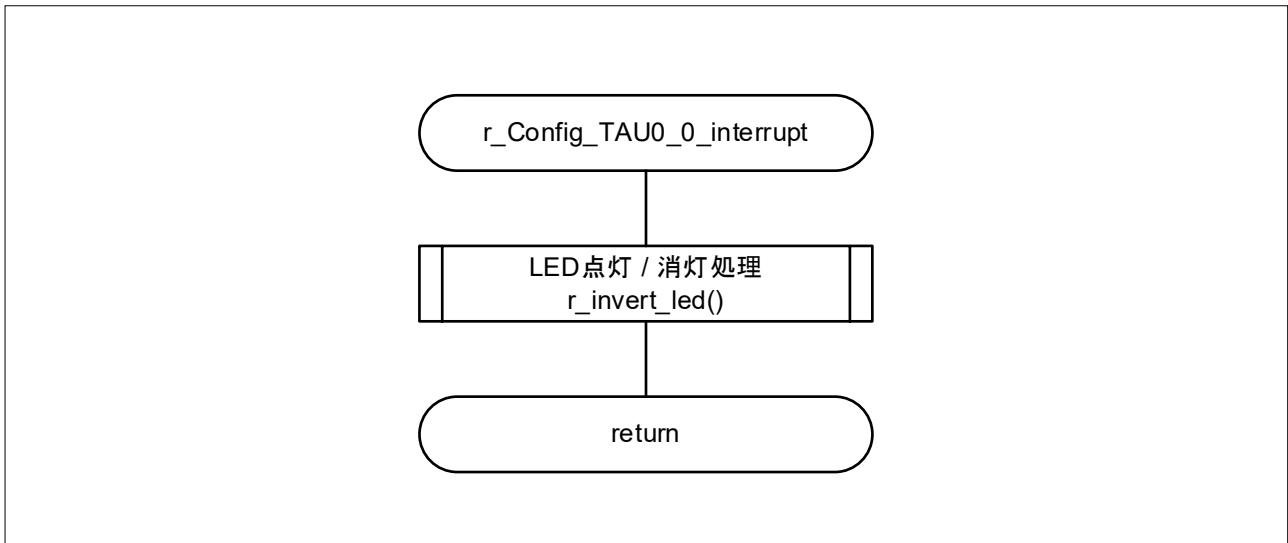 r_Config_TAU0_0_interrupt
LED点灯 / 消灯処理
r_invert_led()
return